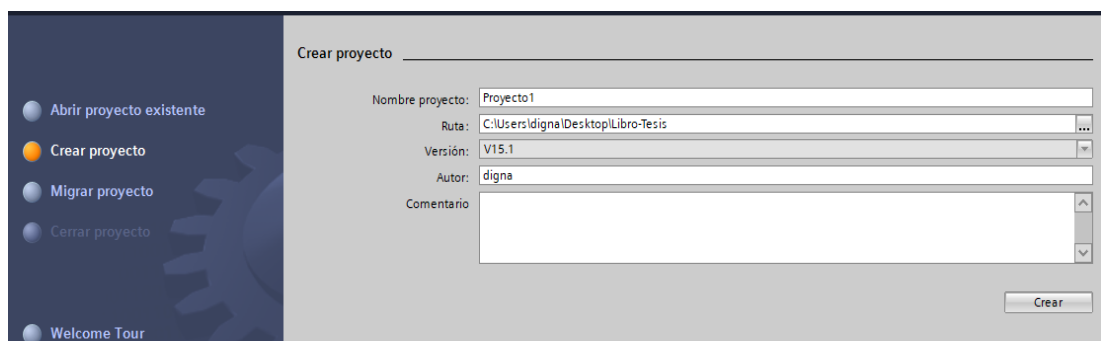 Abrir proyecto existente
Crear proyecto
Migrar proyecto
Cerrar proyecto
Welcome Tour
Crear proyecto
Nombre proyecto: Proyecto1
Ruta: C:\Users\digna\Desktop\Libro-Tesis ...
Versión: V15.1
Autor: digna
Comentario
Crear